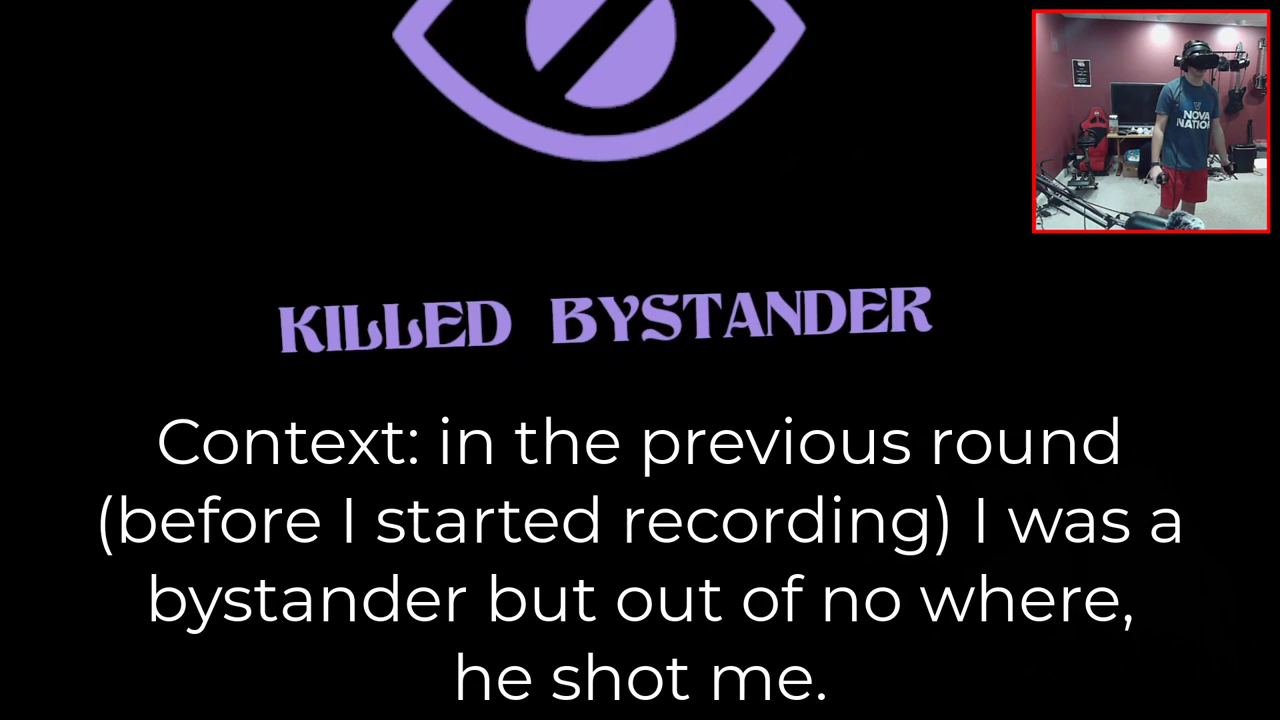 KILLED BYSTANDER
Context: in the previous round
(before I started recording) I was a
bystander but out of no where,
he shot me.
NOVA
NATION